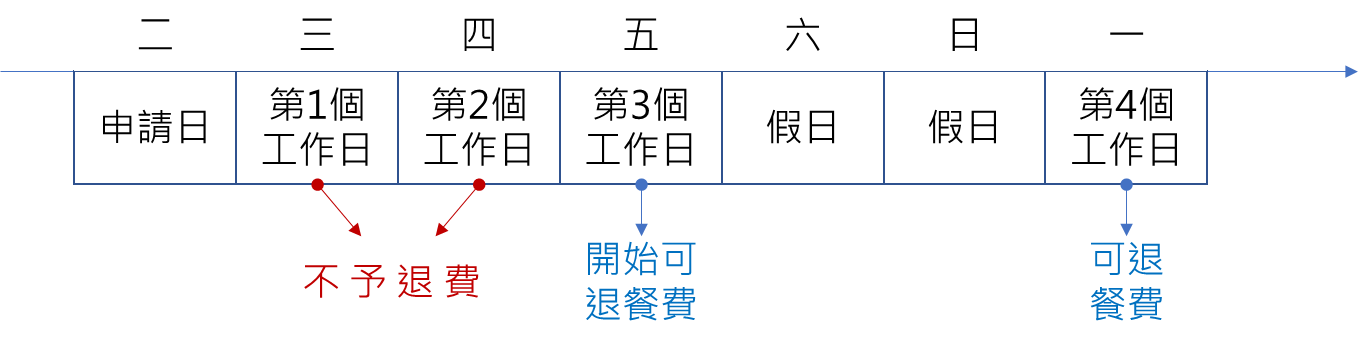 二 三 四 五 六 日 一
申請日
第1個
工作日
第2個
工作日
第3個
工作日
假日
假日
第4個
工作日
不予退費
開始可
退餐費
可退
餐費